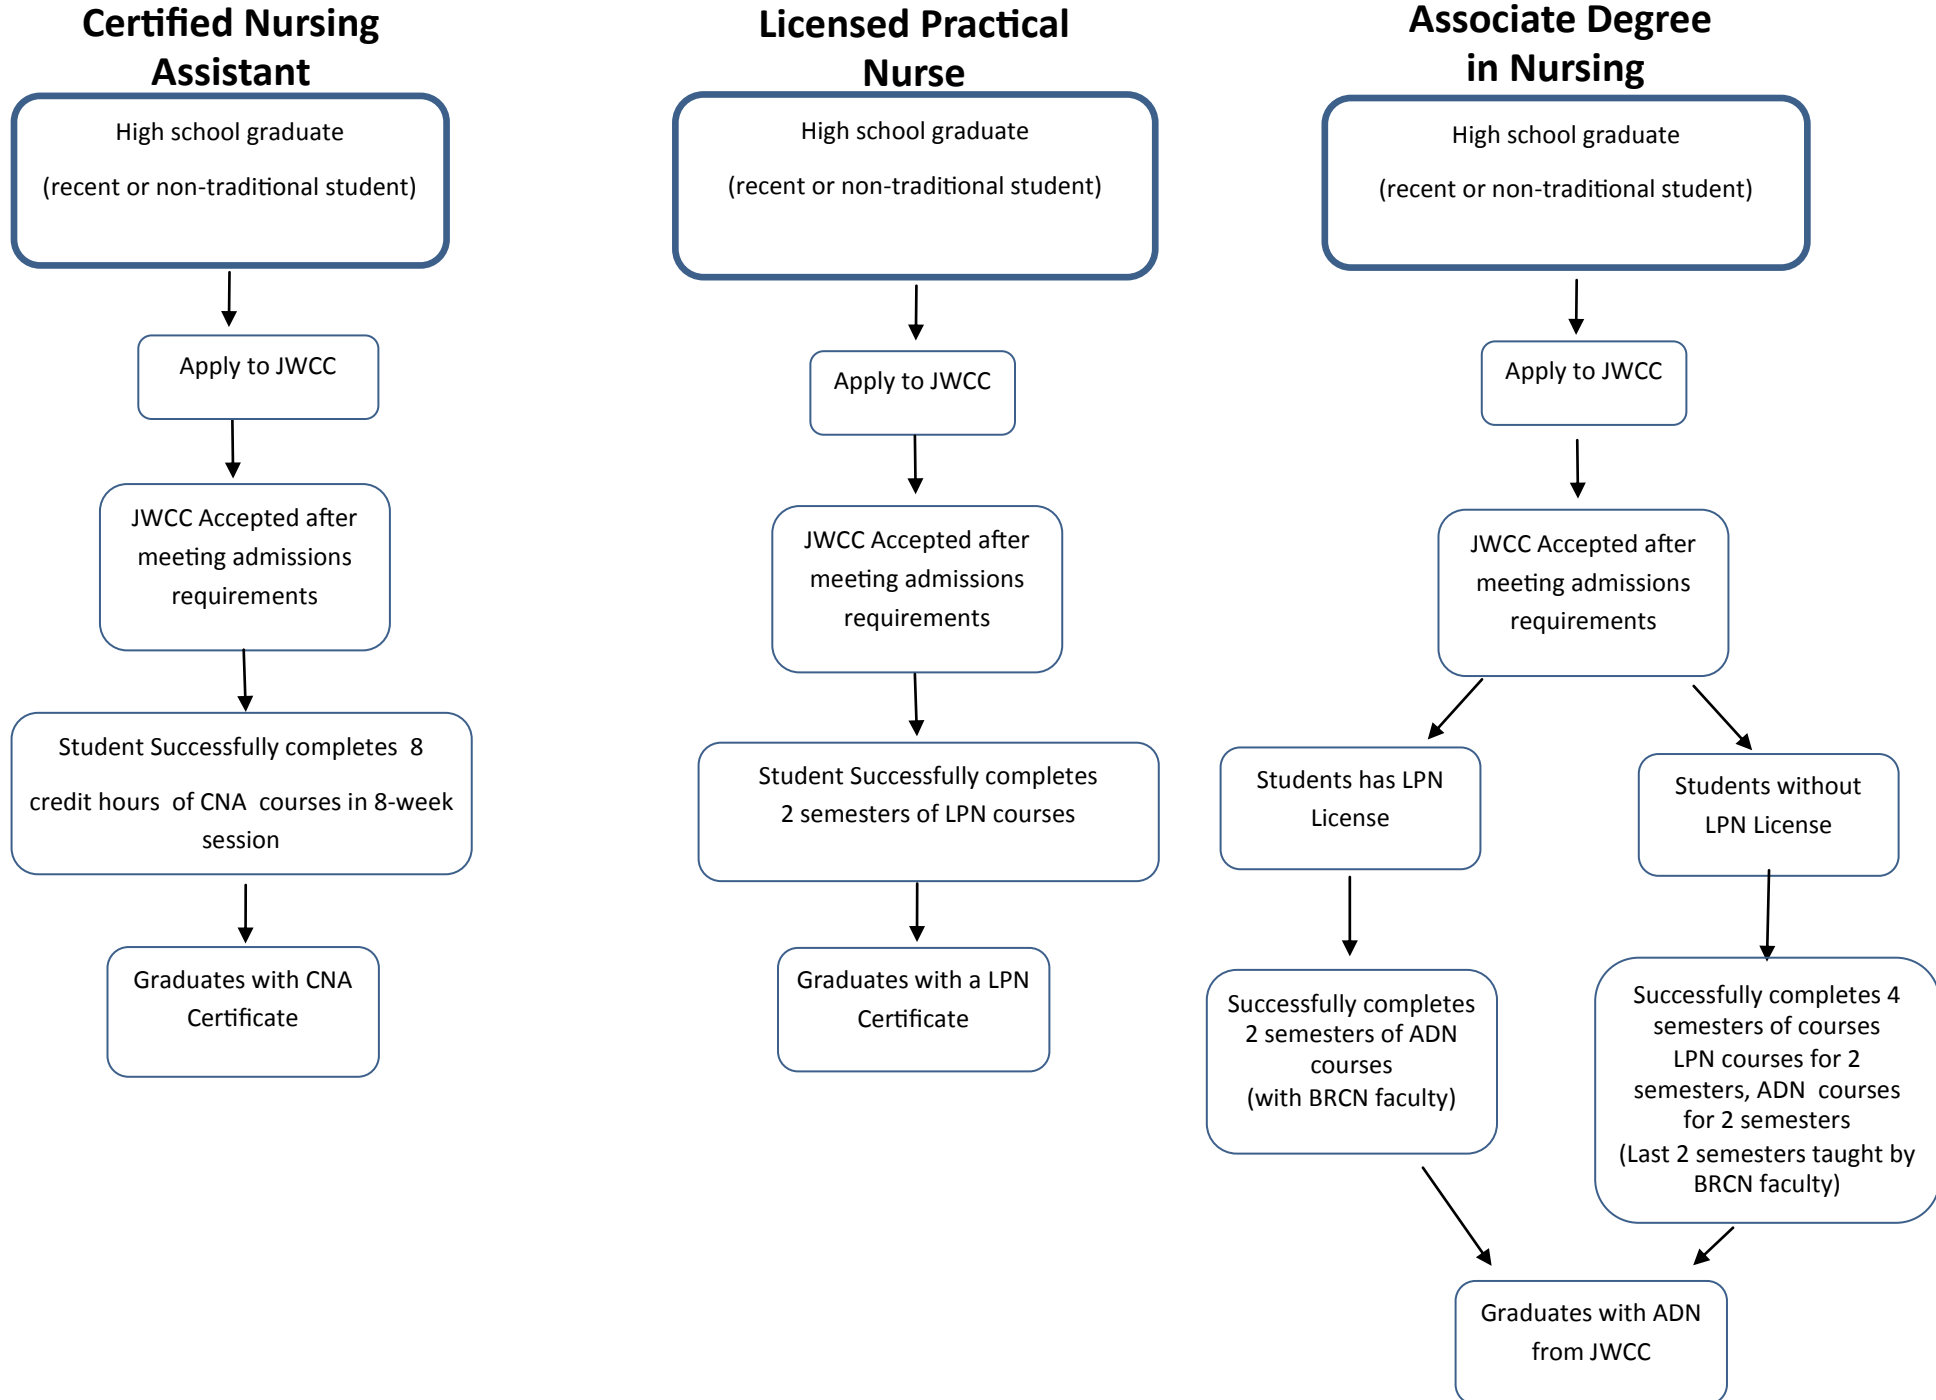 Certified Nursing
Assistant
High school graduate
(recent or non-traditional student)
Apply to JWCC
JWCC Accepted after
meeting admissions
requirements
Student Successfully completes 8
credit hours of CNA courses in 8-week
session
Graduates with CNA
Certificate
Licensed Practical
Nurse
High school graduate
(recent or non-traditional student)
Apply to JWCC
JWCC Accepted after
meeting admissions
requirements
Student Successfully completes
2 semesters of LPN courses
Graduates with a LPN
Certificate
Associate Degree
in Nursing
High school graduate
(recent or non-traditional student)
Apply to JWCC
JWCC Accepted after
meeting admissions
requirements
Students has LPN
License
Successfully completes
2 semesters of ADN
courses
(with BRCN faculty)
Students without
LPN License
Successfully completes 4
semesters of courses
LPN courses for 2
semesters, ADN courses
for 2 semesters
(Last 2 semesters taught by
BRCN faculty)
Graduates with ADN
from JWCC